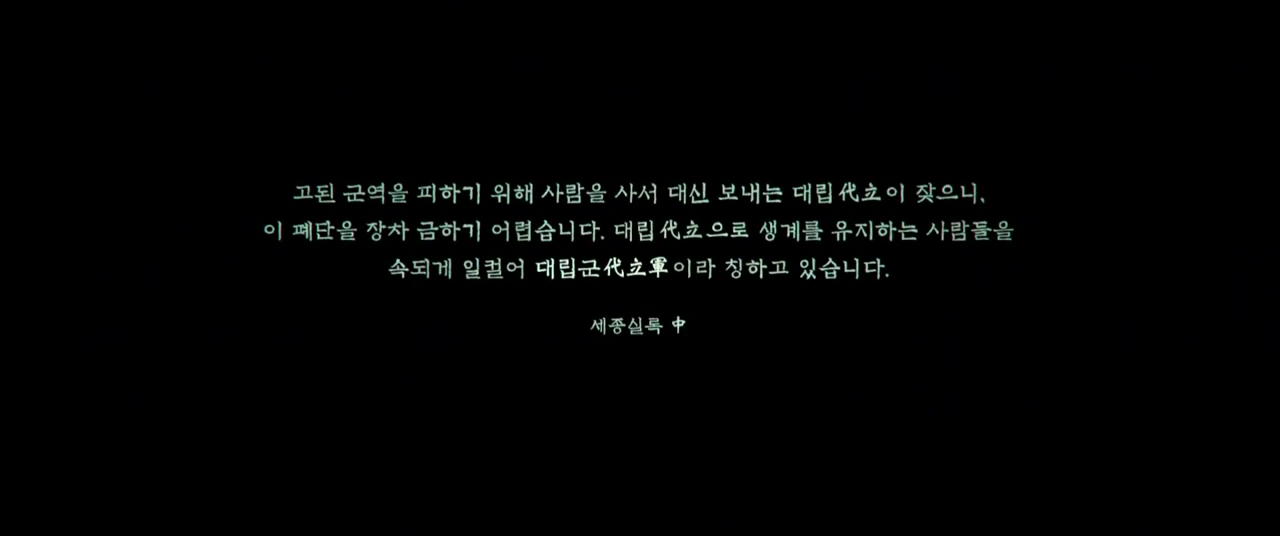 고된 군역을 피하기 위해 사람을 사서 대신 보내는 대립代立이 잦으니,
이 폐단을 장차 금하기 어렵습니다. 대립代立으로 생계를 유지하는 사람들을
속되게 일컬어 대립군代立軍이라 칭하고 있습니다.
세종실록 中